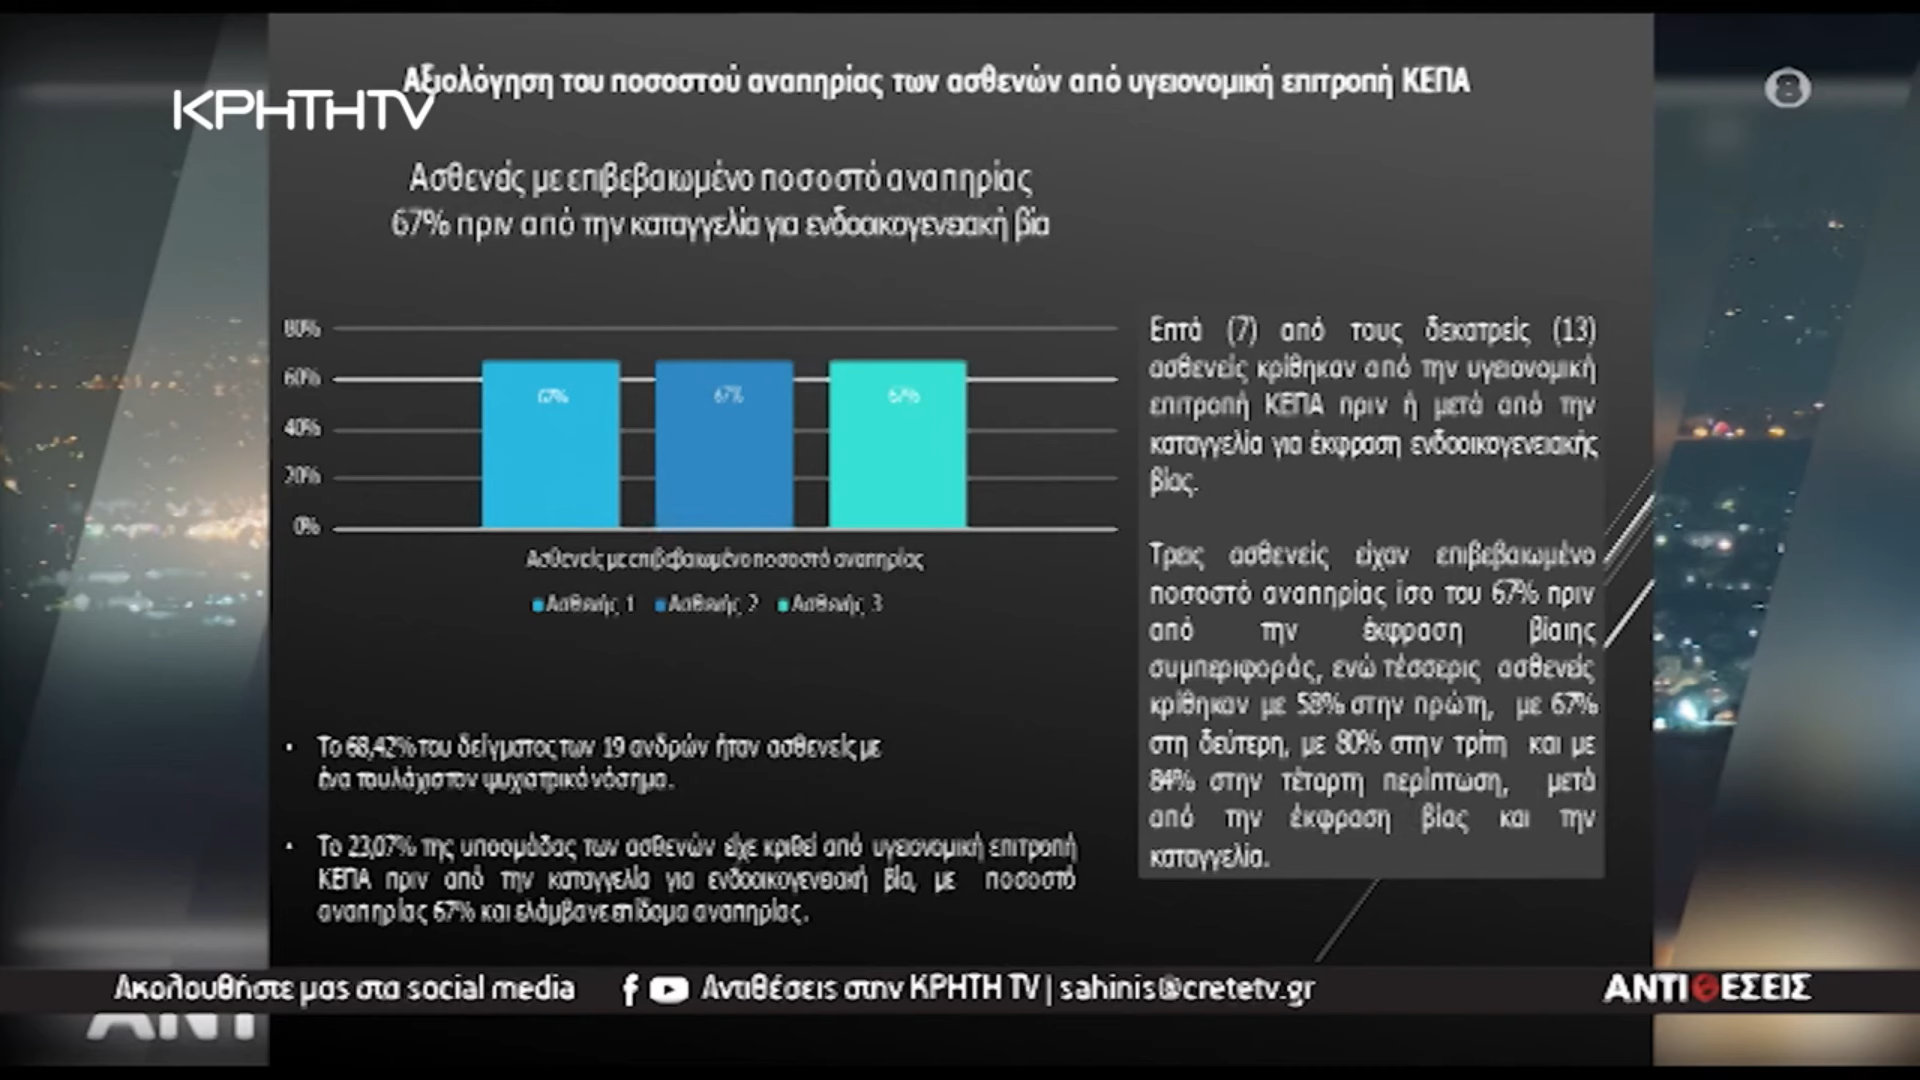 Αξιολόγηση του ποσοστού αναπηρίας των ασθενών από υγειονομική επιτροπή ΚΕΠΑ
ΚΡΗΤΗTV
8
Ασθενάς με επιβεβαιωμένο ποσοστό αναπηρίας
67% πριν από την καταγγελία για ενδοοικογενειακή βία
80%
60%
40%
20%
0%
67%
67%
67%
Ασθενείς με επιβεβαιωμένο ποσοστό αναπηρίας
Ασθενής 1 Ασθενής 2 Ασθενής 3
• Το 68,42% του δείγματος των 19 ανδρών ήταν ασθενείς με
ένα τουλάχιστον ψυχιατρικό νόσημα.
• Το 23,07% της υποομάδας των ασθενών είχε κριθεί από υγειονομική επιτροπή
ΚΕΠΑ πριν από την καταγγελία για ενδοοικογενειακή βία, με ποσοστό
αναπηρίας 67% και ελάμβανε επίδομα αναπηρίας.
Επτά (7) από τους δεκατρείς (13)
ασθενείς κρίθηκαν από την υγειονομική
επιτροπή ΚΕΠΑ πριν ή μετά από την
καταγγελία για έκφραση ενδοοικογενειακής
βίας.
Τρεις ασθενείς είχαν επιβεβαιωμένο
ποσοστό αναπηρίας ίσο του 67% πριν
από την έκφραση βίαιης
συμπεριφοράς, ενώ τέσσερις ασθενείς
κρίθηκαν με 58% στην πρώτη, με 67%
στη δεύτερη, με 80% στην τρίτη και με
84% στην τέταρτη περίπτωση, μετά
από την έκφραση βίας και την
καταγγελία.
Ακολουθήστε μας στα social media f Αντιθέσεις στην ΚΡΗΤΗ TV | sahinis@cretetv.gr ΑΝΤΙΘΕΣΕΙΣ
ΑΝΤ